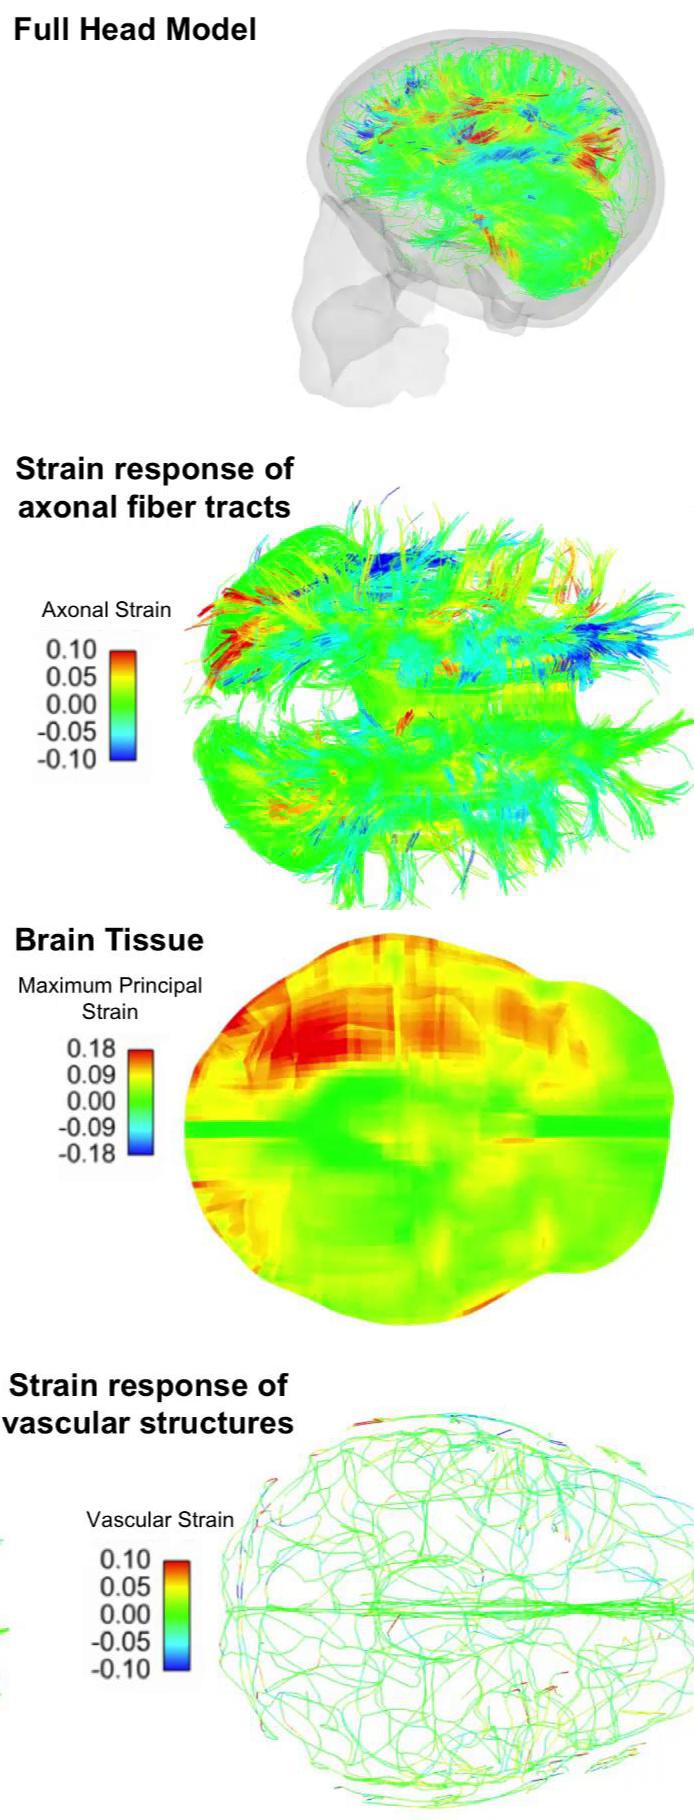 Full Head Model
Strain response of
axonal fiber tracts
Axonal Strain
0.10
0.05
0.00
-0.05
-0.10
Brain Tissue
Maximum Principal
Strain
0.18
0.09
0.00
-0.09
-0.18
Strain response of
vascular structures
Vascular Strain
0.10
0.05
0.00
-0.05
-0.10